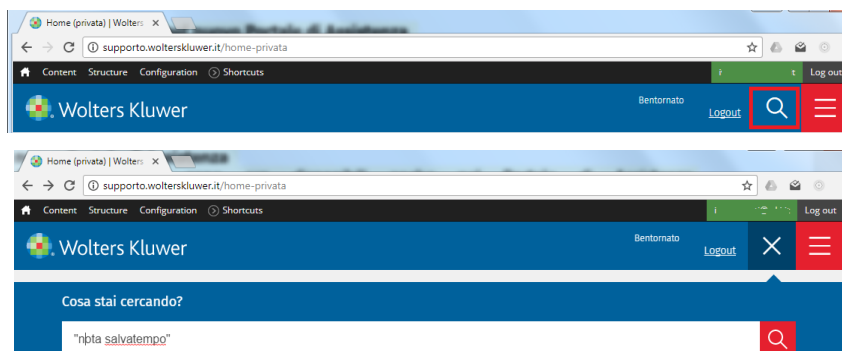 Home (privata) | Wolters
supporto.wolterskluwer.it/home-privata
Content Structure Configuration Shortcuts Log out
Wolters Kluwer Bentornato Logout
Home (privata) | Wolters
supporto.wolterskluwer.it/home-privata
Content Structure Configuration Shortcuts Log out
Wolters Kluwer Bentornato Logout
Cosa stai cercando?
"nota salvatempo"